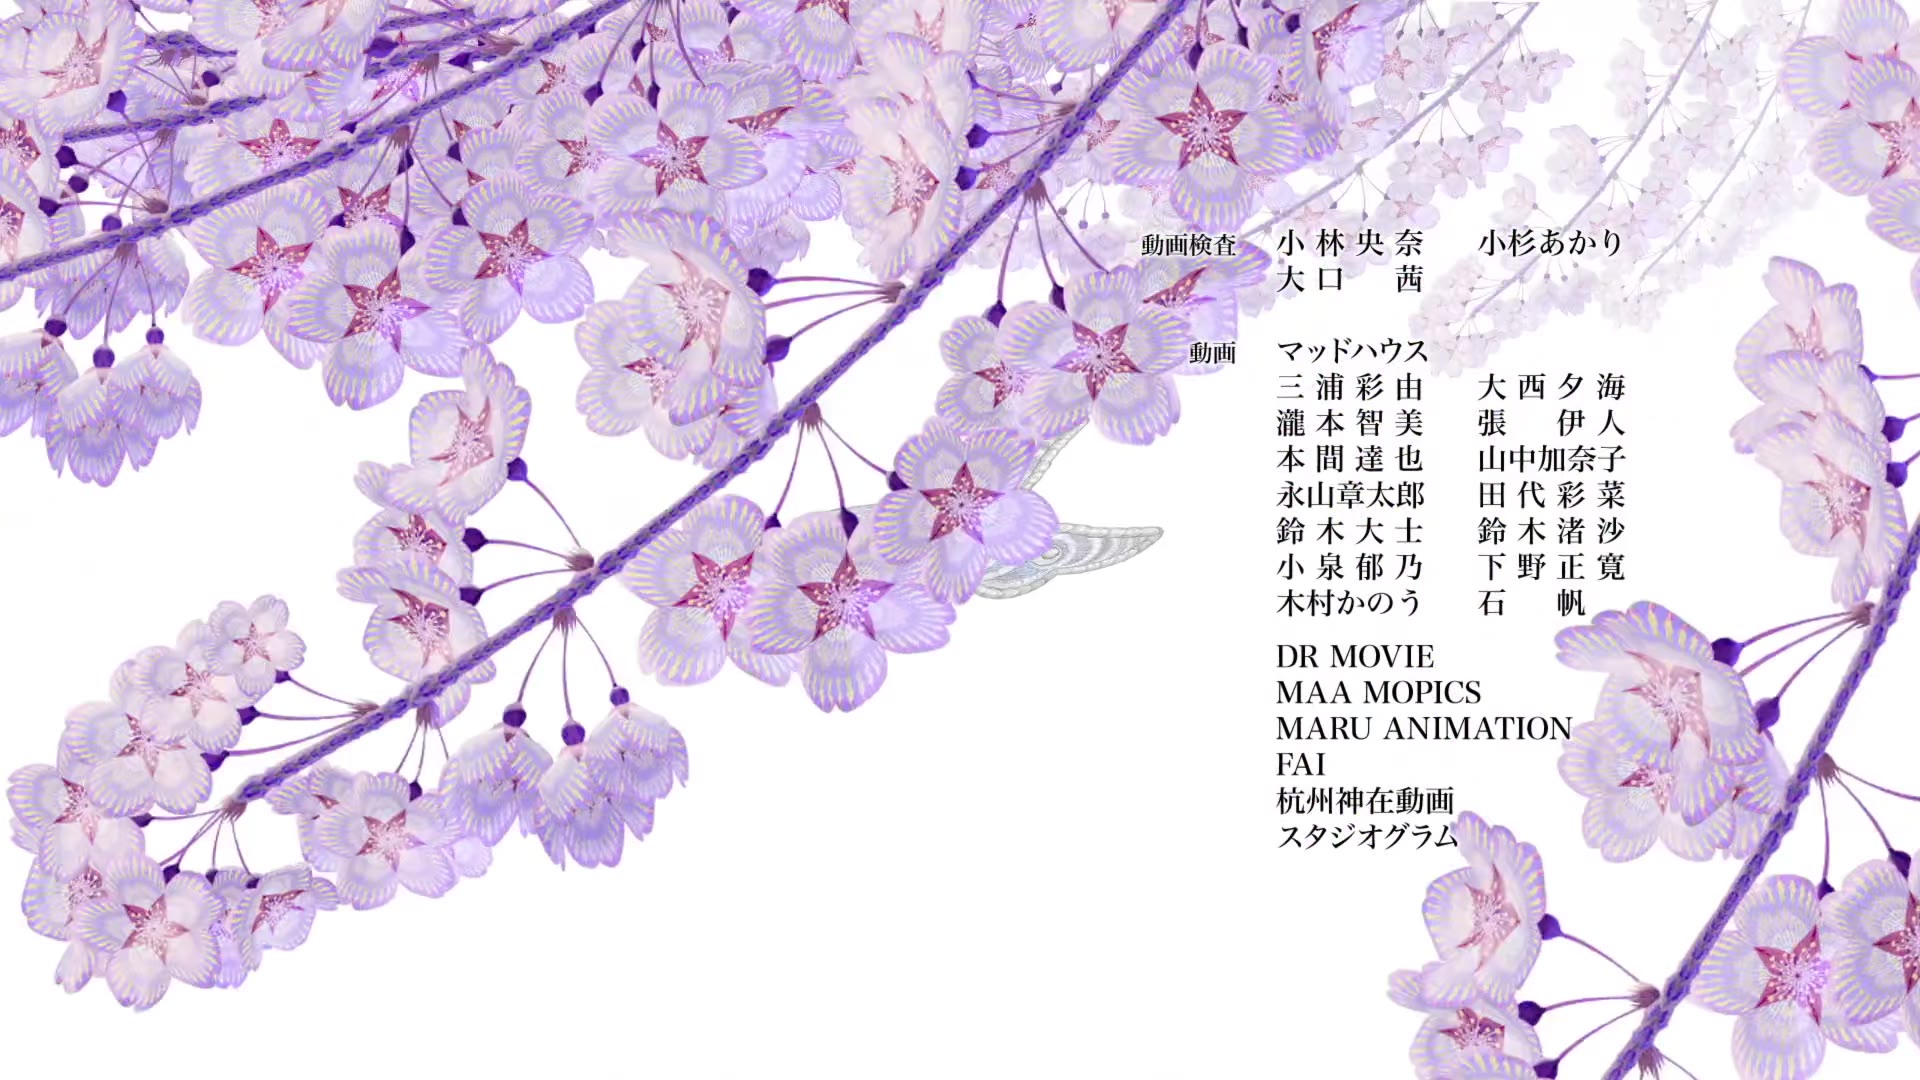 動画検査 小林央奈 小杉あかり
大口 茜
動画 マッドハウス
三浦彩由 大西夕海
瀧本智美 張 伊人
本間達也 山中加奈子
永山章太郎 田代彩菜
鈴木大士 鈴木渚沙
小泉郁乃 下野正寛
木村かのう 石 帆
DR MOVIE
MAA MOPICS
MARU ANIMATION
FAI
杭州神在動画
スタジオグラム